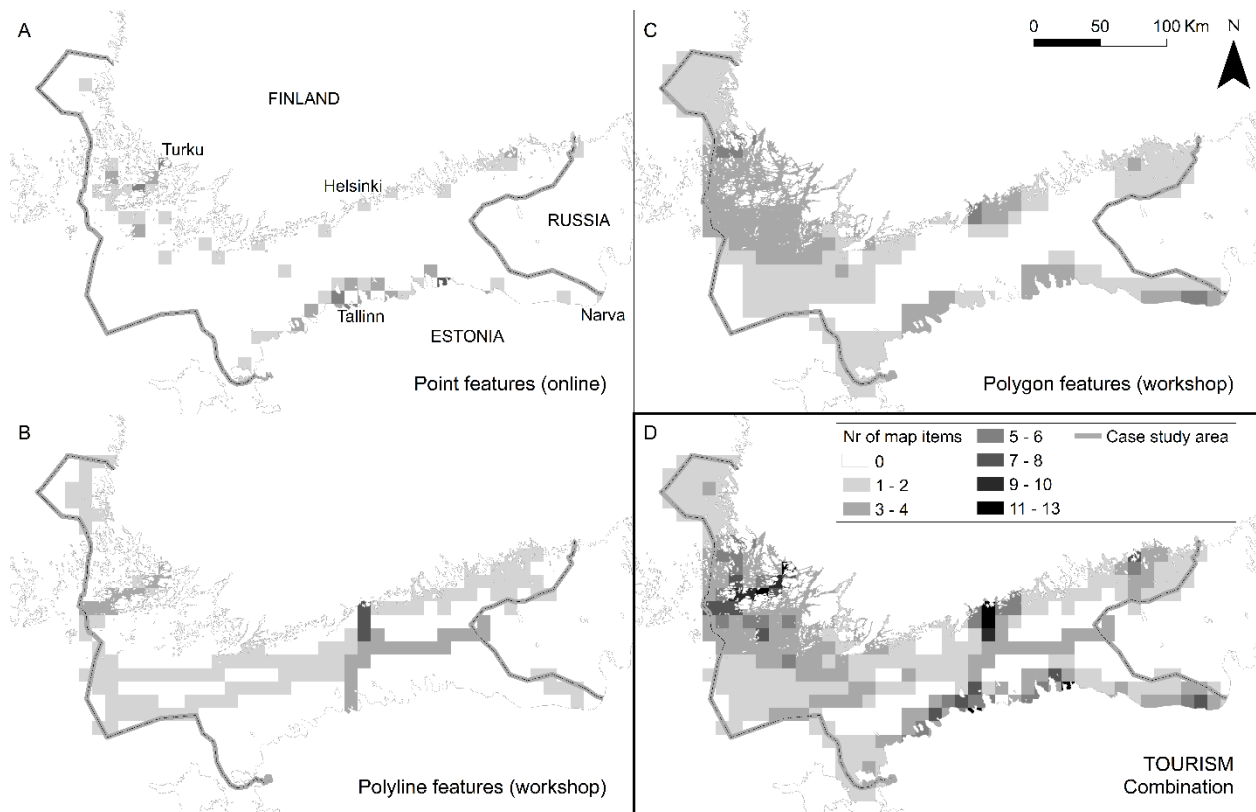 A
FINLAND
Turku
Helsinki
RUSSIA
Tallinn
Narva
ESTONIA
Point features (online)
C
0 50 100 Km
N
Polygon features (workshop)
B
Polyline features (workshop)
D
Nr of map items
0
1 - 2
3 - 4
5 - 6
7 - 8
9 - 10
11 - 13
Case study area
TOURISM
Combination